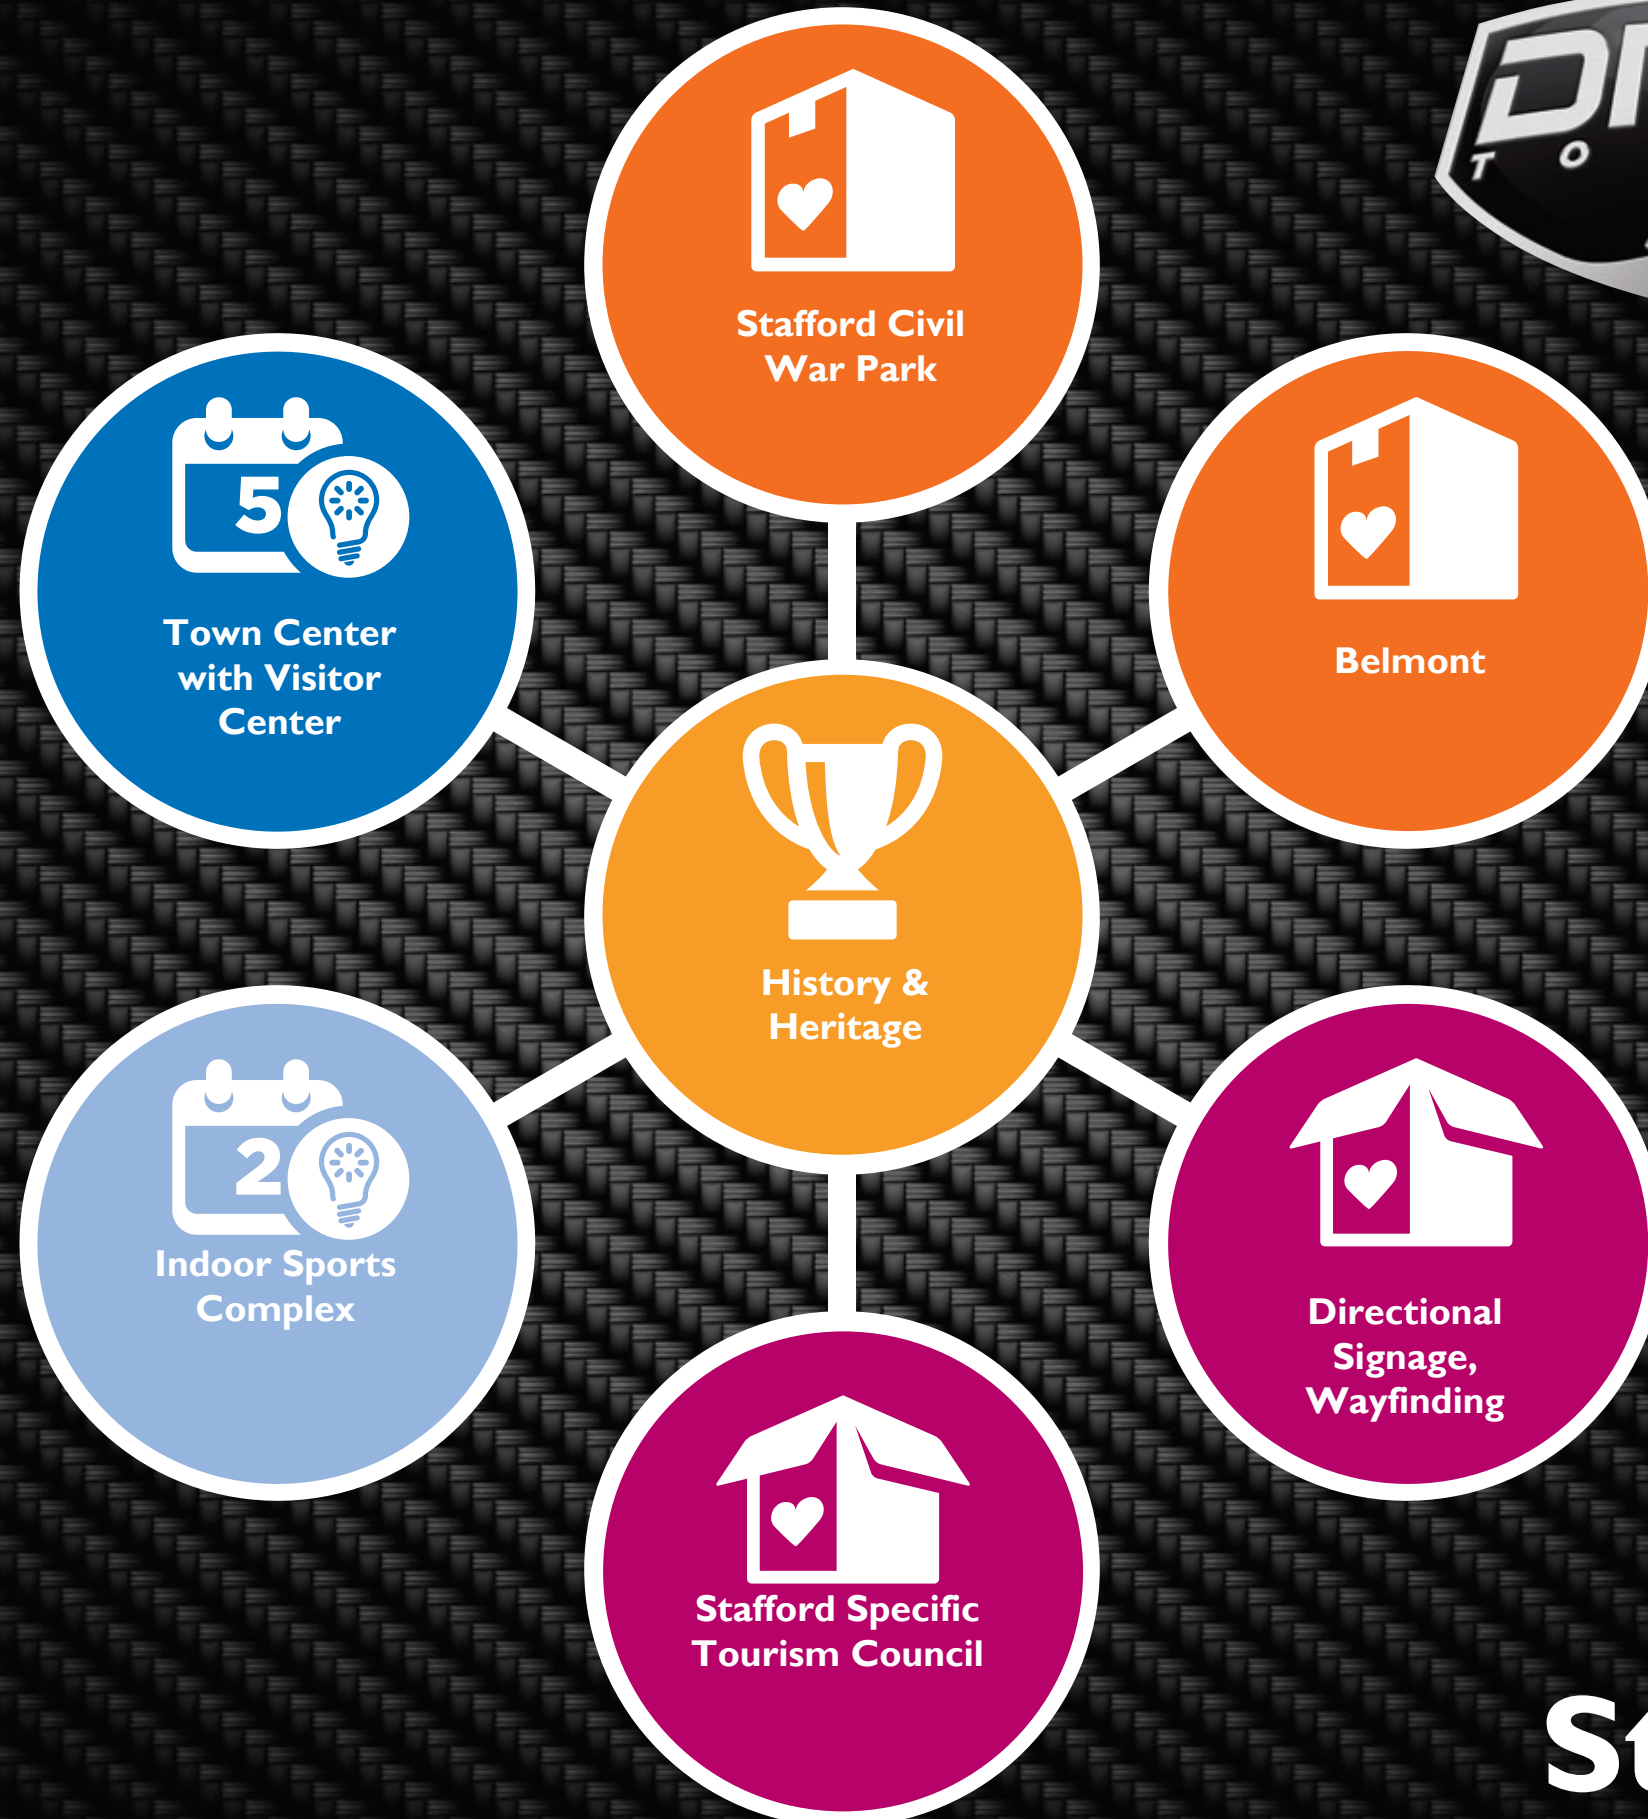 Stafford Civil
War Park
5
Town Center
with Visitor
Center
Belmont
History &
Heritage
2
Indoor Sports
Complex
Directional
Signage,
Wayfinding
Stafford Specific
Tourism Council